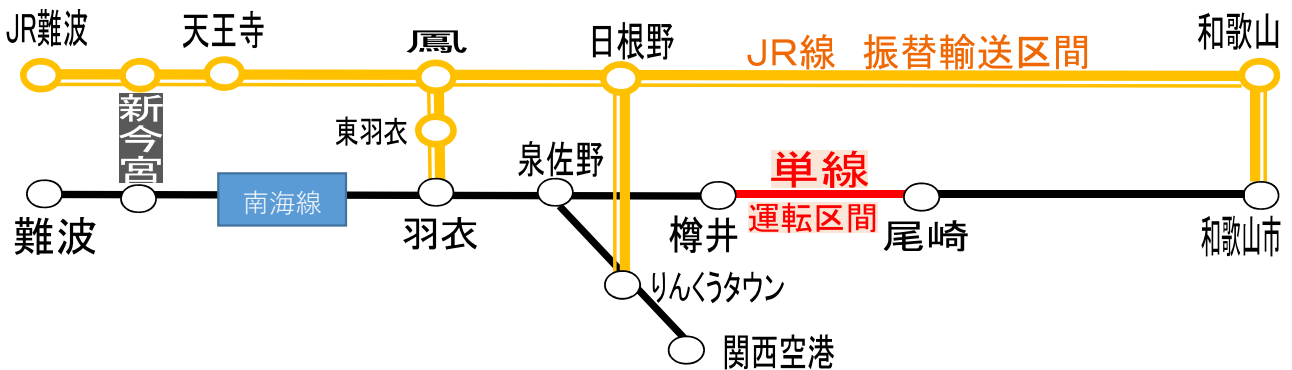 JR難波
天王寺
鳳
日根野
JR線　振替輸送区間
和歌山
新今宮
東羽衣
泉佐野
単線
運転区間
南海線
難波
羽衣
樽井
尾崎
和歌山市
りんくうタウン
関西空港